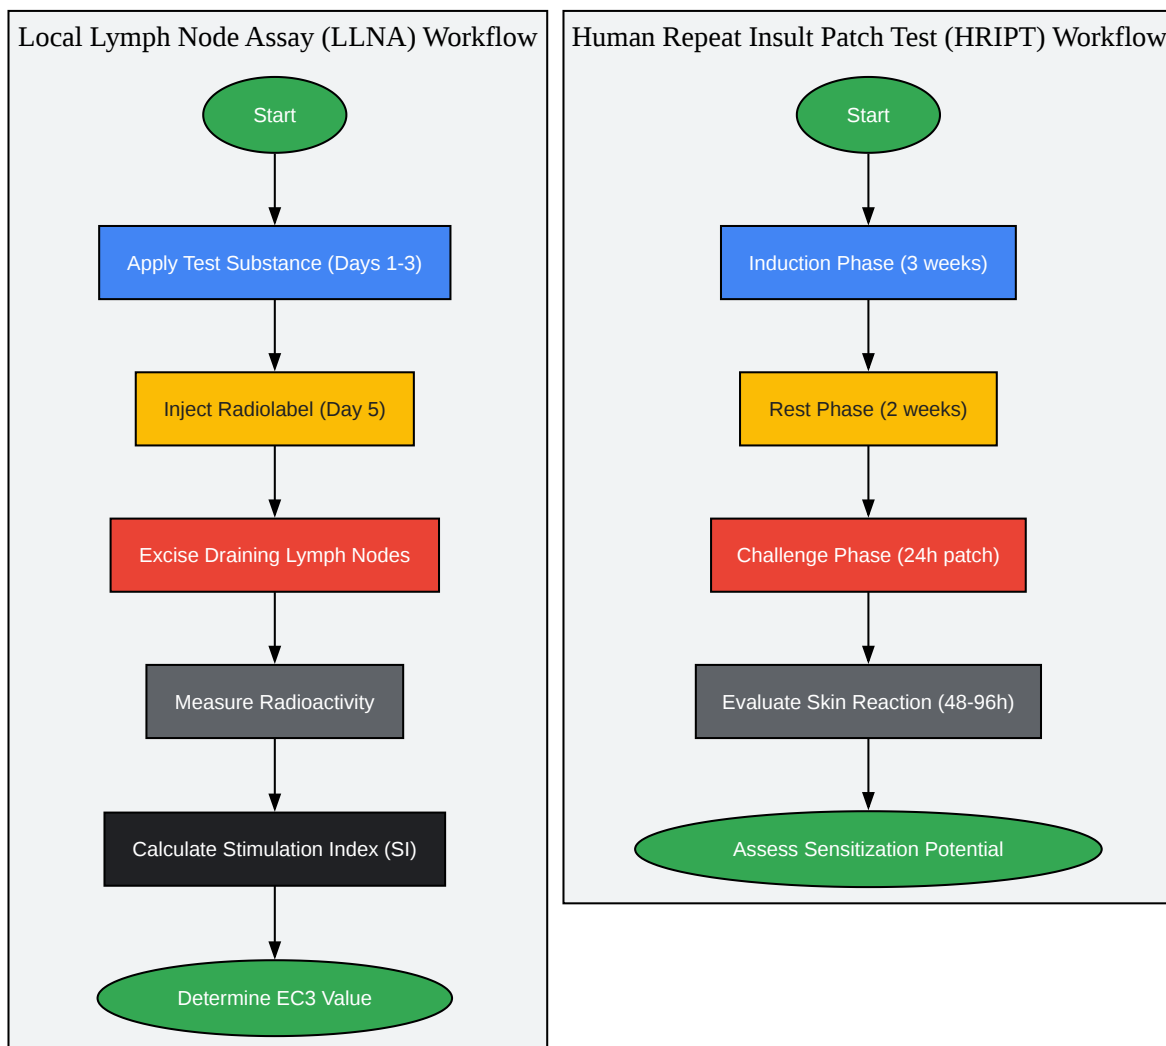 Local Lymph Node Assay (LLNA) Workflow
Start
Apply Test Substance (Days 1-3)
Inject Radiolabel (Day 5)
Excise Draining Lymph Nodes
Measure Radioactivity
Calculate Stimulation Index (SI)
Determine EC3 Value
Human Repeat Insult Patch Test (HRIPT) Workflow
Start
Induction Phase (3 weeks)
Rest Phase (2 weeks)
Challenge Phase (24h patch)
Evaluate Skin Reaction (48-96h)
Assess Sensitization Potential